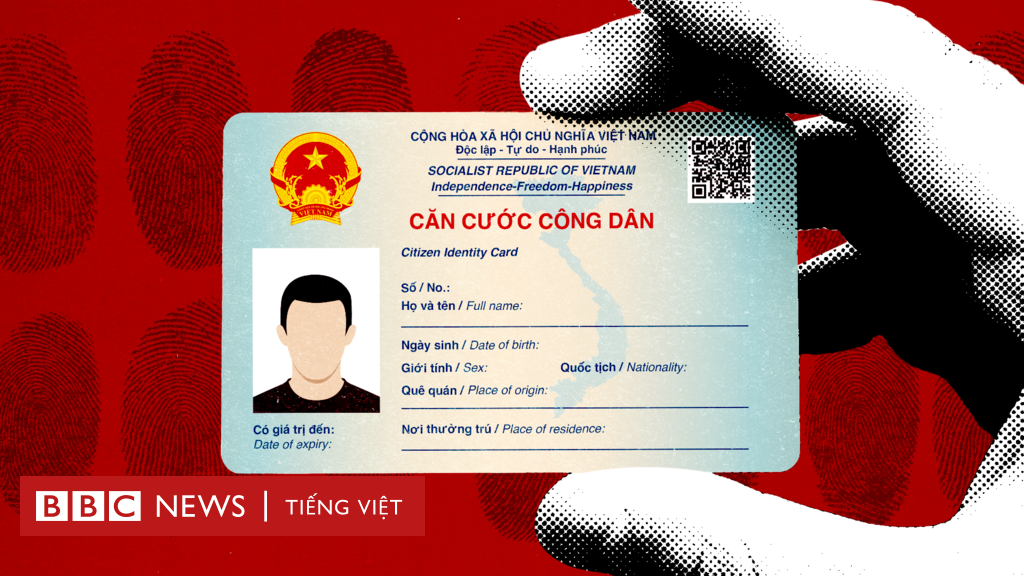 CỘNG HÒA XÃ HỘI CHỦ NGHĨA VIỆT NAM
Độc lập - Tự do - Hạnh phúc
SOCIALIST REPUBLIC OF VIETNAM
Independence-Freedom-Happiness
VIỆT NAM
CĂN CƯỚC CÔNG DÂN
Citizen Identity Card
Số / No.:
Họ và tên / Full name:
Ngày sinh / Date of birth:
Giới tính / Sex: Quốc tịch / Nationality:
Quê quán / Place of origin:
Có giá trị đến:
Date of expiry:
Nơi thường trú / Place of residence:
BBC NEWS | TIẾNG VIỆT